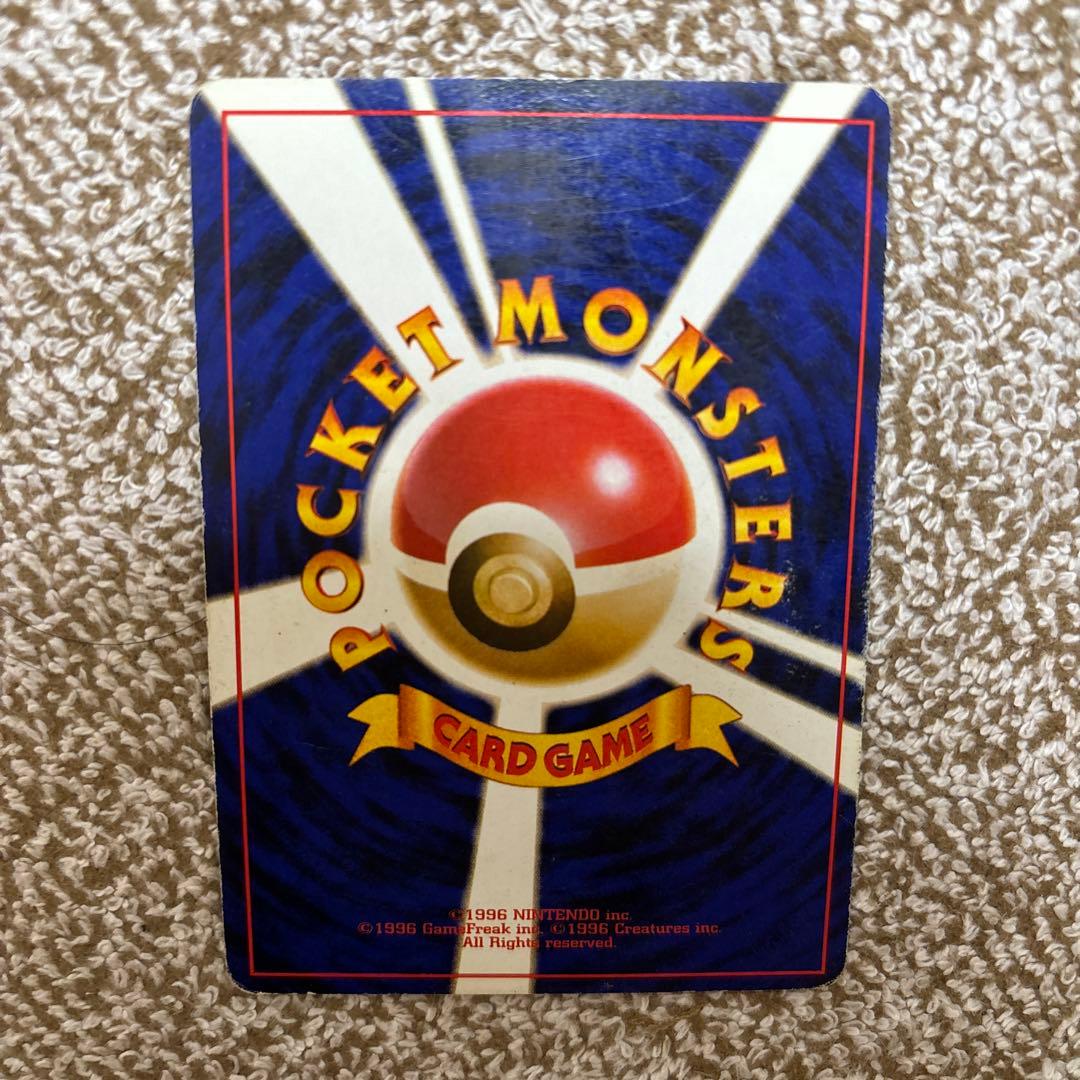 POCKET MONSTERS
CARD GAME
©1996 NINTENDO inc.
©1996 GameFreak inc. ©1996 Creatures inc.
All Rights reserved.